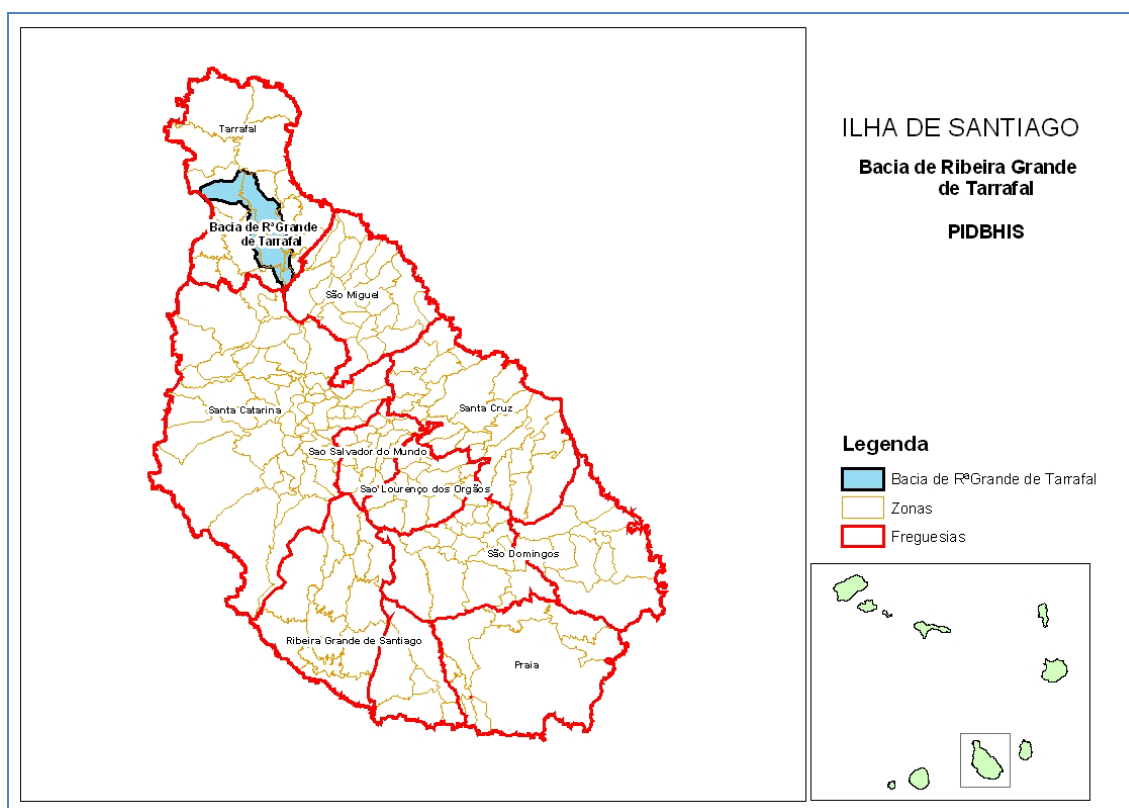 Tarrafal
Bacia de RªGrande
de Tarrafal
São Miguel
Santa Catarina
Santa Cruz
Sao Salvador do Mundo
Sao Lourenço dos Orgãos
São Domingos
Ribeira Grande de Santiago
Praia
ILHA DE SANTIAGO
Bacia de Ribeira Grande
de Tarrafal
PIDBHIS
Legenda
Bacia de RªGrande de Tarrafal
Zonas
Freguesias